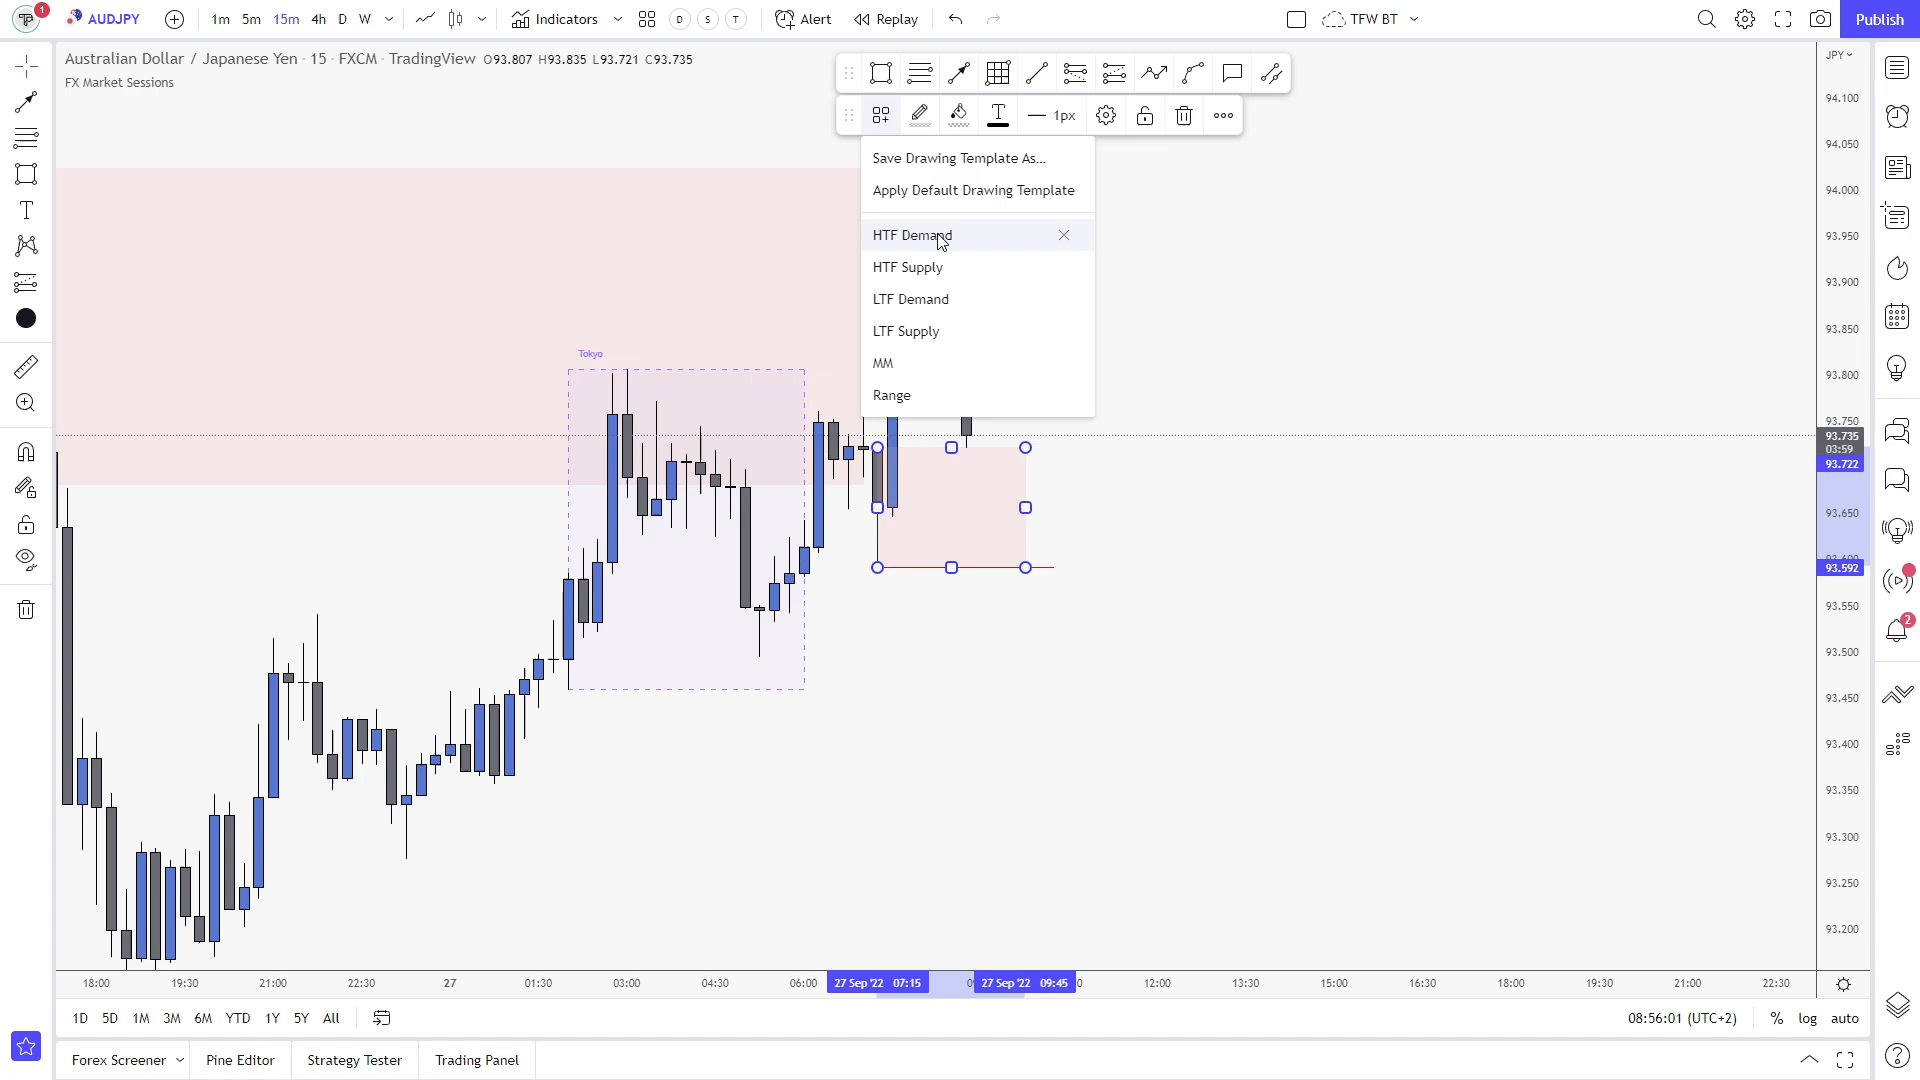 1
AUDJPY
1m 5m 15m 4h D W
Indicators
D S T
Alert
Replay
TFW BT
Publish
Australian Dollar / Japanese Yen · 15 · FXCM · TradingView O93.807 H93.835 L93.721 C93.735
FX Market Sessions
1px
Save Drawing Template As...
Apply Default Drawing Template
HTF Demand
HTF Supply
LTF Demand
LTF Supply
MM
Range
Tokyo
JPY
94.100
94.050
94.000
93.950
93.900
93.850
93.800
93.750
93.735
03:59
93.722
93.650
93.592
93.550
93.500
93.450
93.400
93.350
93.300
93.250
93.200
2
18:00 19:30 21:00 22:30 27 01:30 03:00 04:30 06:00 27 Sep '22 07:15 27 Sep '22 09:45 12:00 13:30 15:00 16:30 18:00 19:30 21:00 22:30
1D 5D 1M 3M 6M YTD 1Y 5Y All
08:56:01 (UTC+2) % log auto
Forex Screener Pine Editor Strategy Tester Trading Panel